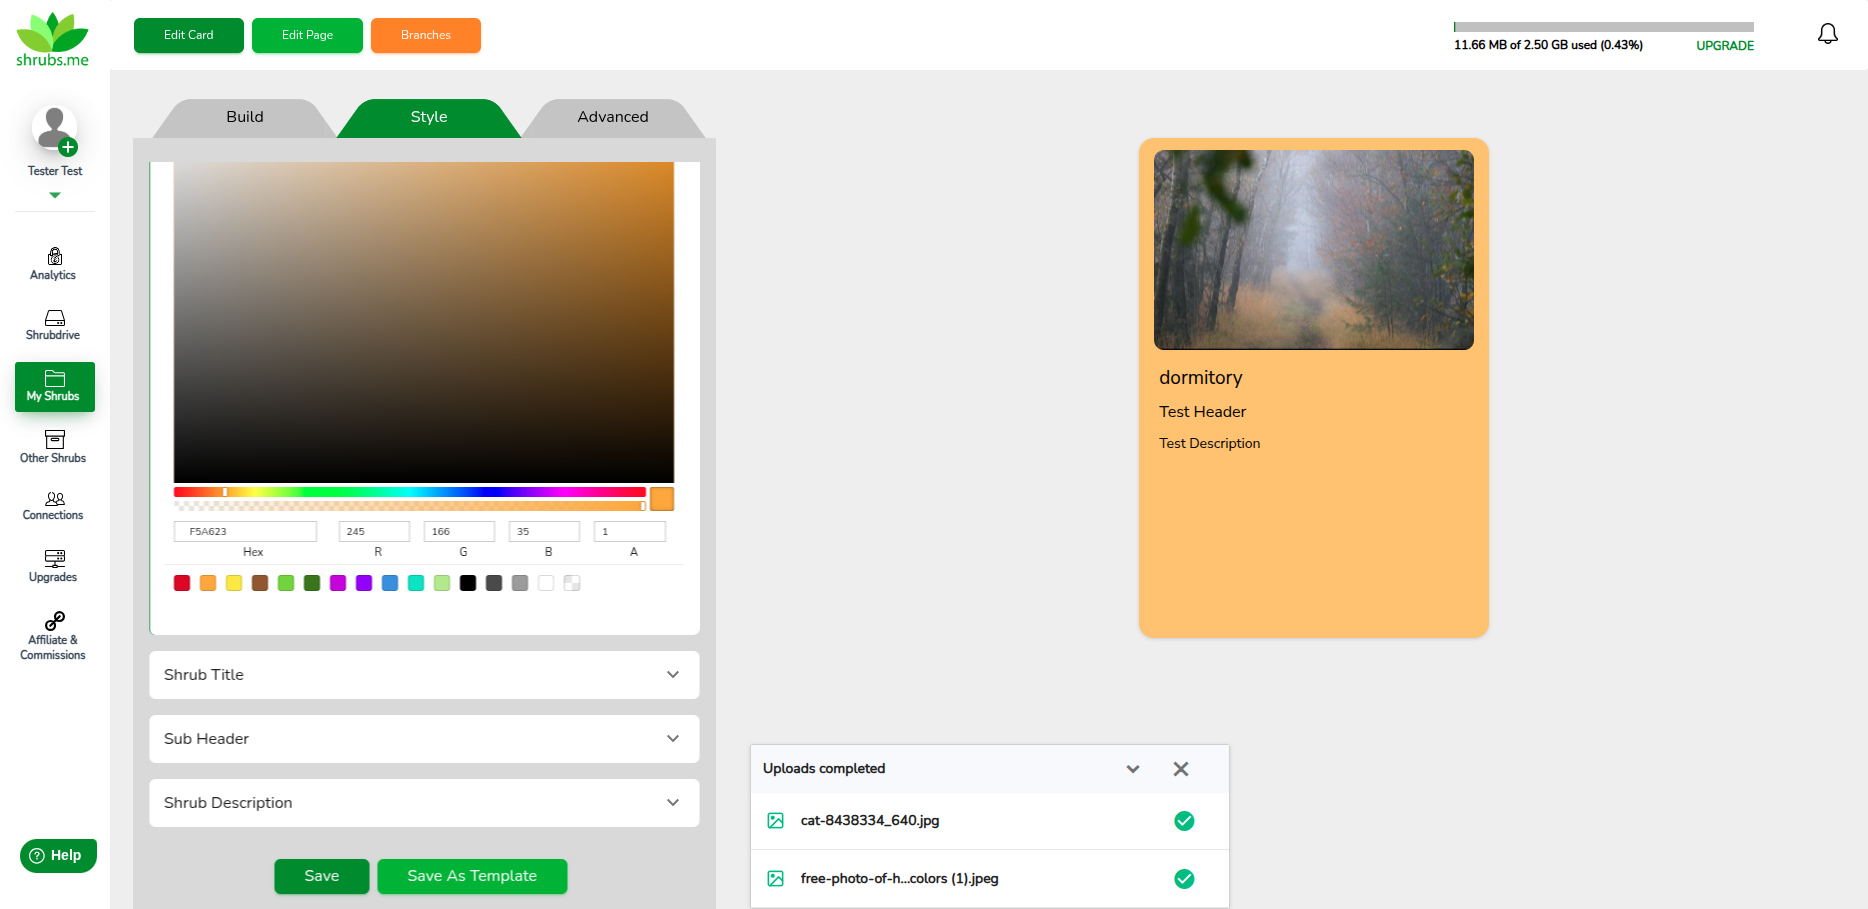 shrubs.me
Edit Card
Edit Page
Branches
11.66 MB of 2.50 GB used (0.43%)
UPGRADE
Tester Test
Analytics
Shrubdrive
My Shrubs
Other Shrubs
Connections
Upgrades
Affiliate &
Commissions
Help
Build
Style
Advanced
F5A623
245
166
35
1
Hex
R
G
B
A
Shrub Title
Sub Header
Shrub Description
Save
Save As Template
dormitory
Test Header
Test Description
Uploads completed
cat-8438334_640.jpg
free-photo-of-h...colors (1).jpeg